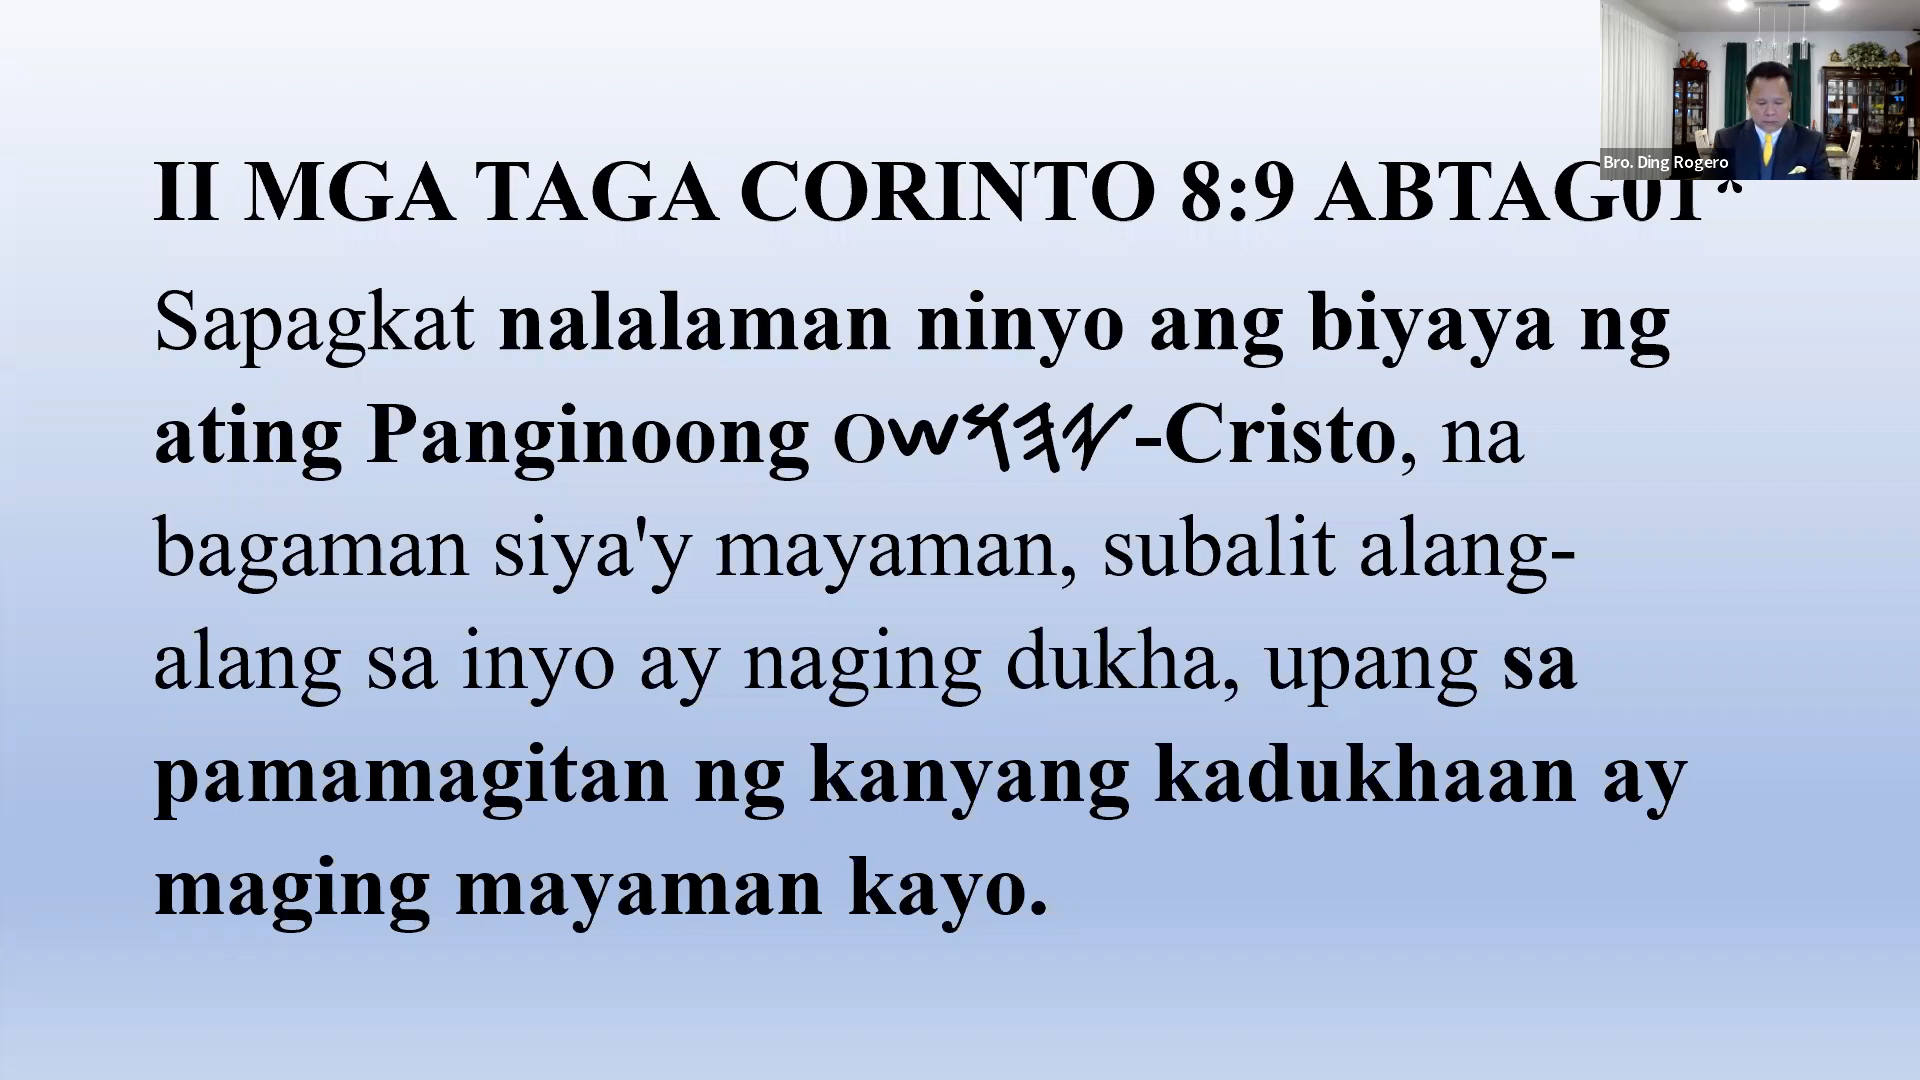 Bro. Ding Rogero
II MGA TAGA CORINTO 8:9 ABTAG01*
Sapagkat nalalaman ninyo ang biyaya ng
ating Panginoong 𐤏𐤅𐤔𐤅𐤄𐤉-Cristo, na
bagaman siya'y mayaman, subalit alang-
alang sa inyo ay naging dukha, upang sa
pamamagitan ng kanyang kadukhaan ay
maging mayaman kayo.